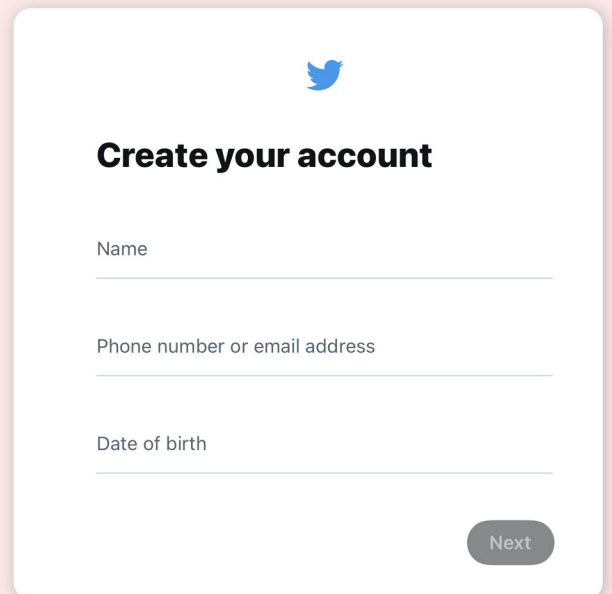 Create your account
Name
Phone number or email address
Date of birth
Next